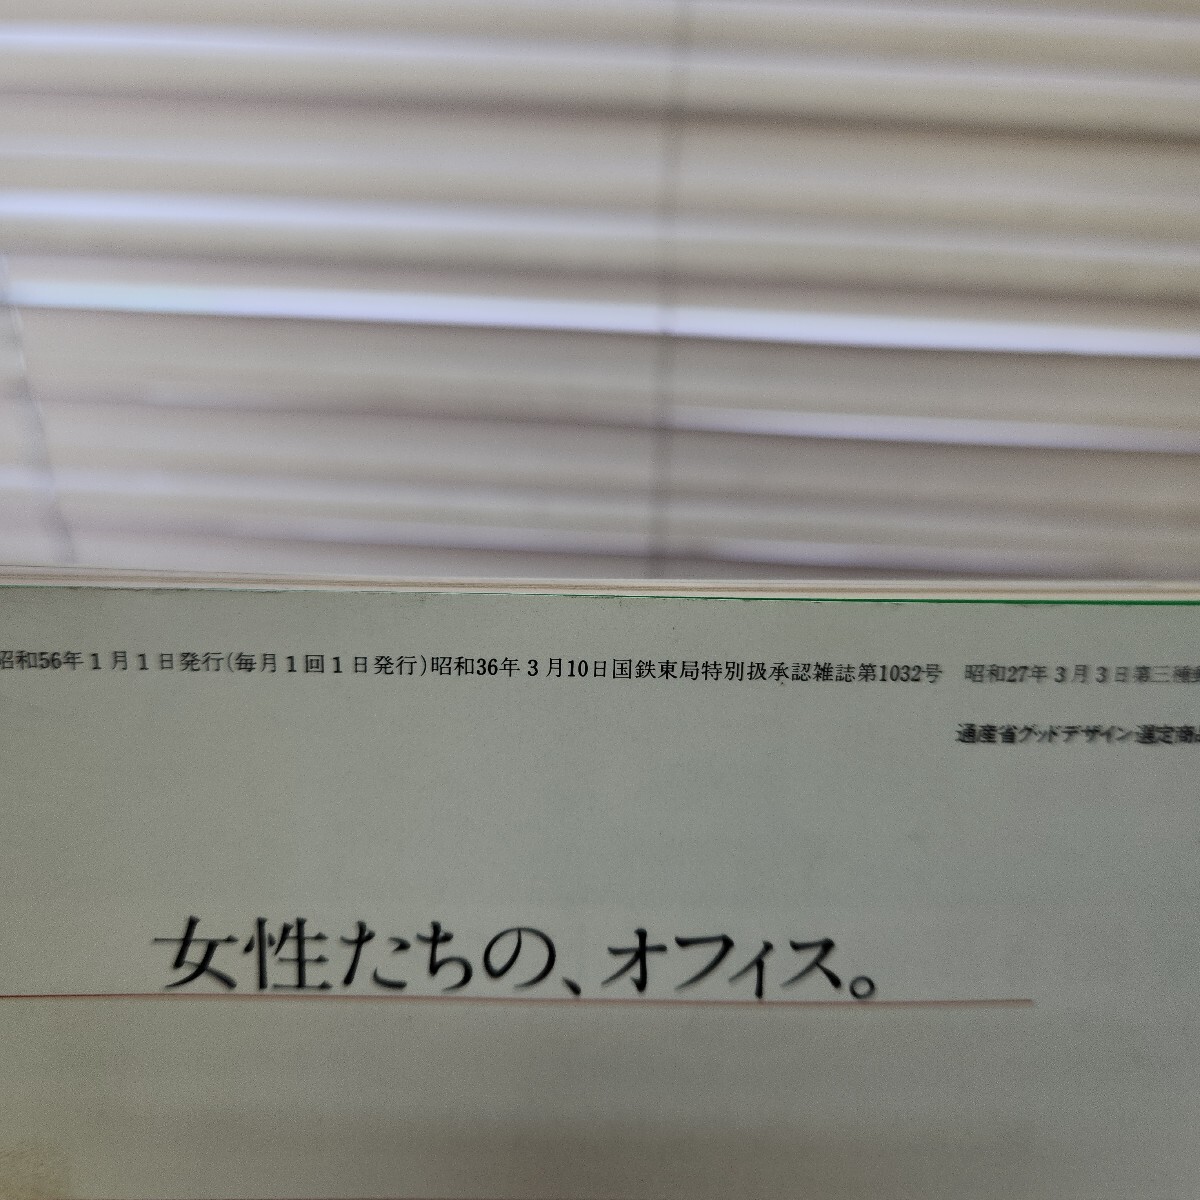 昭和56年1月1日発行(毎月1回1日発行)昭和36年3月10日国鉄東局特別扱承認雑誌第1032号 昭和27年3月3日第三種郵
通産省グッドデザイン選定商品
女性たちの、オフィス。